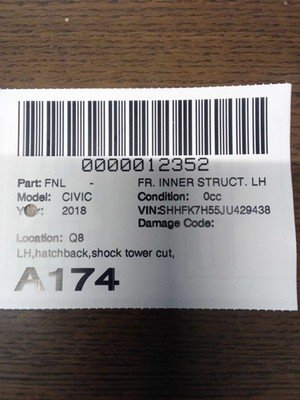 0000012352
Part: FNL - FR. INNER STRUCT. LH
Model: CIVIC Condition: 0cc
Year: 2018 VIN:SHHFK7H55JU429438
Damage Code:
Location: Q8
LH,hatchback,shock tower cut,
A174